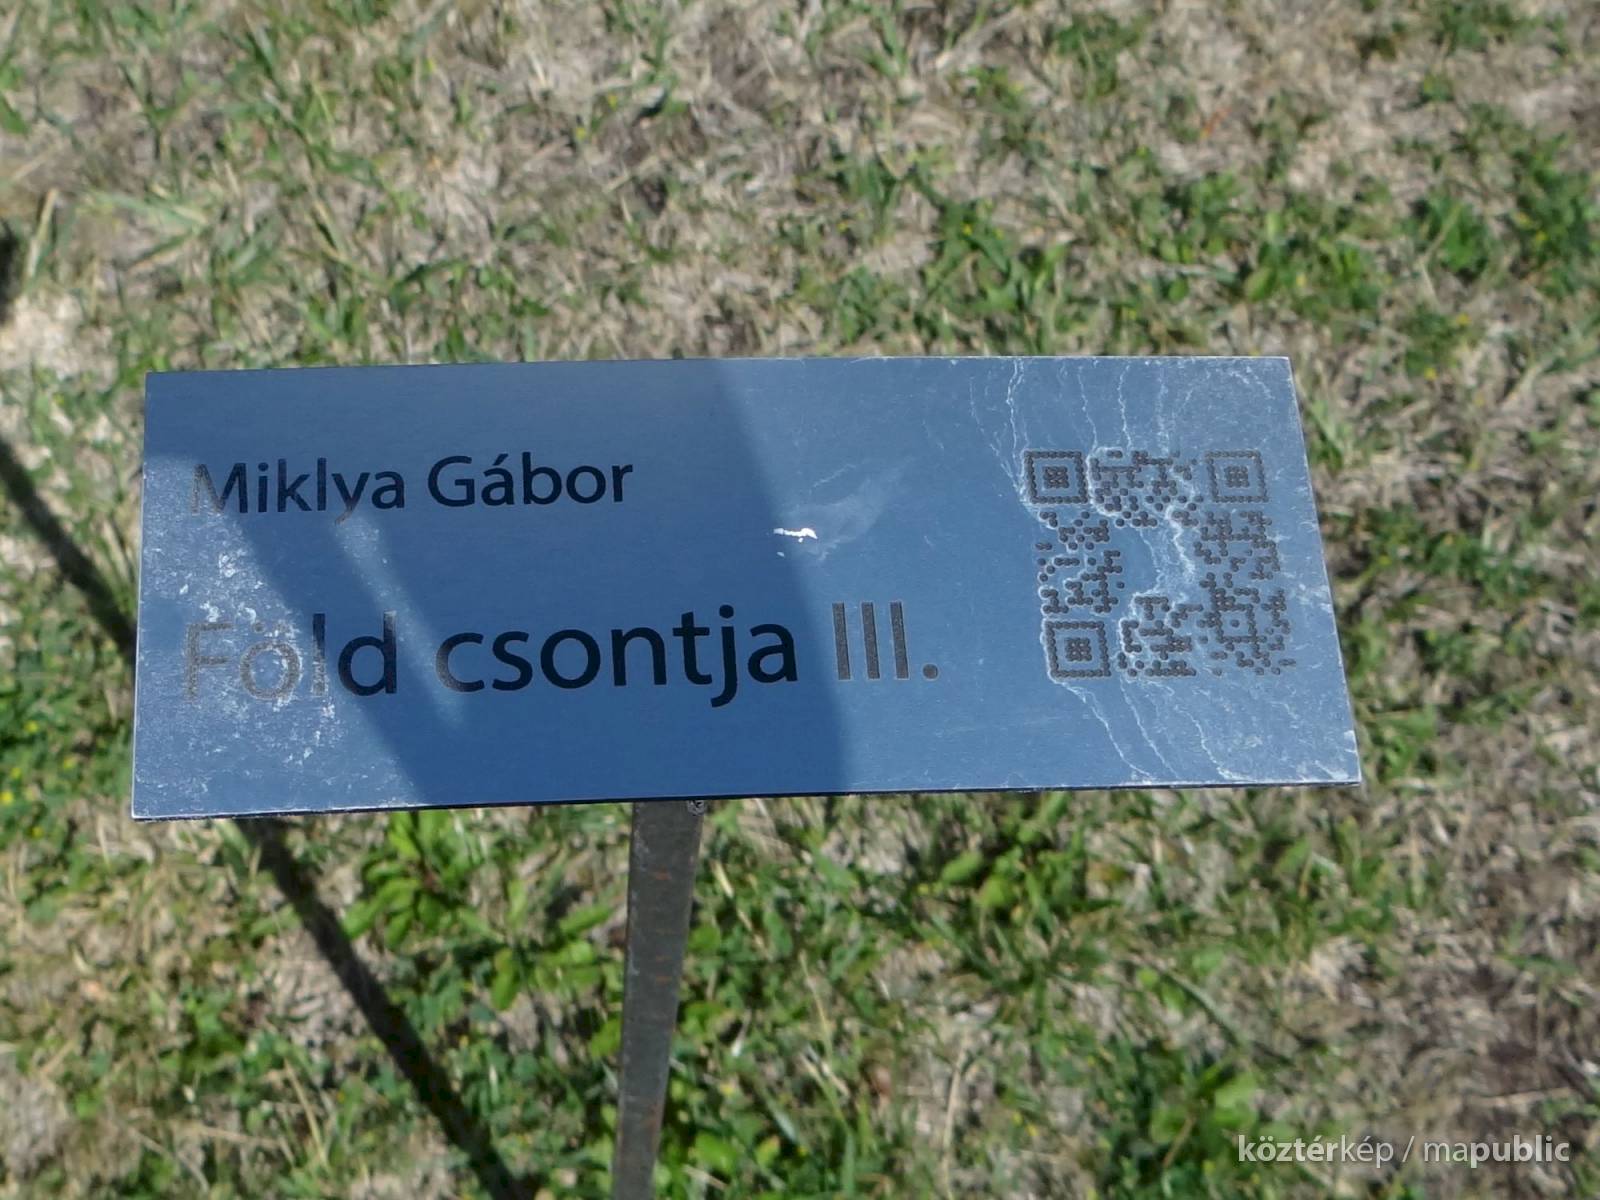 Miklya Gábor
Föld csontja III.
köztérkép / mapublic